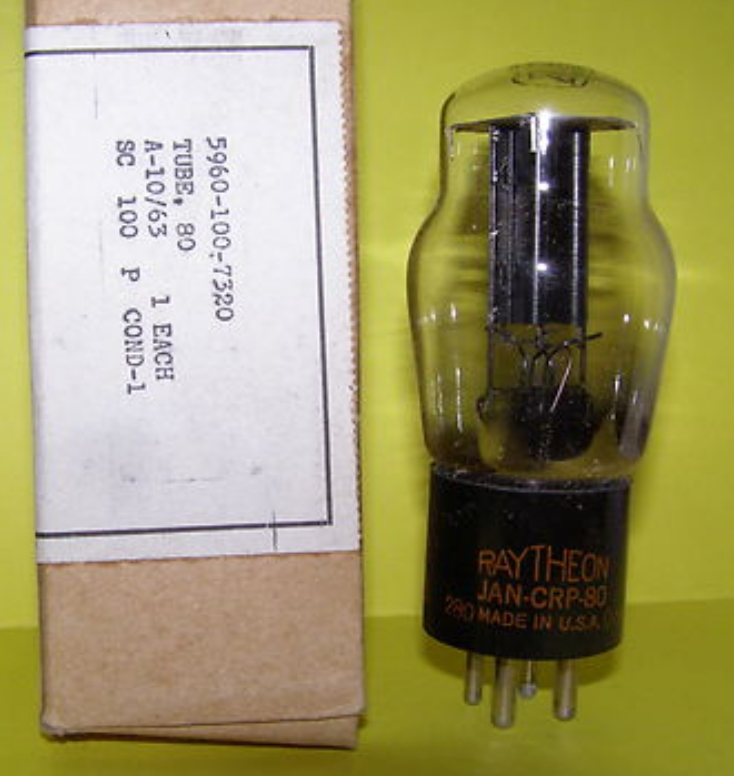 5960-100-7320
TUBE, 80
A-10/63 1 EACH
SC 100 P COND-1
RAYTHEON
JAN-CRP-80
280 MADE IN U.S.A.